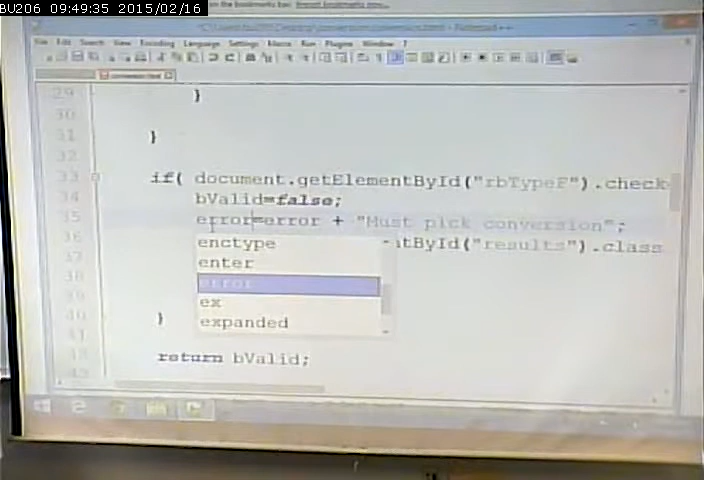 BU206 09:49:35 2015/02/16
File Edit Search View Encoding Language Settings Macro Run Plugins Window ?
29 }
30
31 }
32
33 if( document.getElementById("rbTypeF").check
34 bValid=false;
35 error=error + "Must pick conversion";
36 ntById("results").class
enctype
37 enter
38 error
39 ex
40 }
expanded
41
42 return bValid;
43